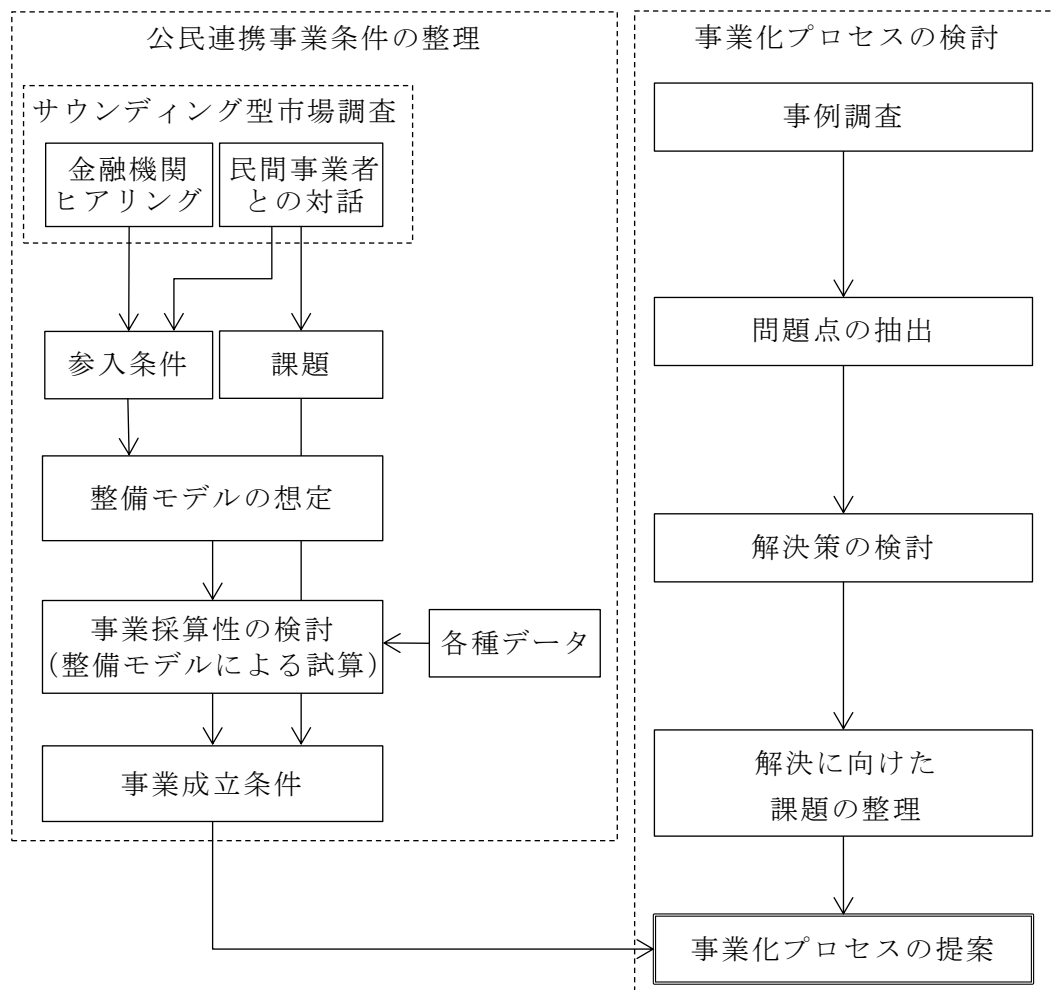 公民連携事業条件の整理
サウンディング型市場調査
金融機関
ヒアリング
民間事業者
との対話
参入条件
課題
整備モデルの想定
事業採算性の検討
（整備モデルによる試算）
各種データ
事業成立条件
事業化プロセスの検討
事例調査
問題点の抽出
解決策の検討
解決に向けた
課題の整理
事業化プロセスの提案